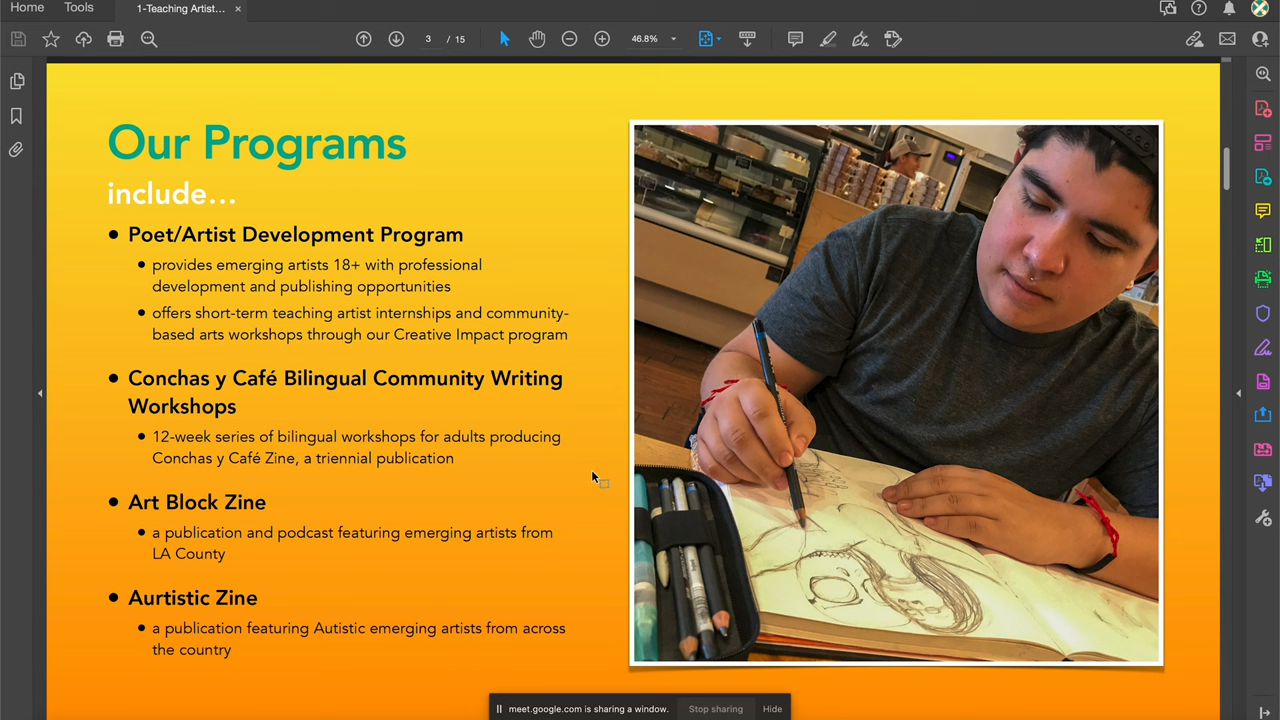 Home
Tools
1-Teaching Artist...
3 / 15
46.8%
Our Programs
include...
• Poet/Artist Development Program
• provides emerging artists 18+ with professional
development and publishing opportunities
• offers short-term teaching artist internships and community-
based arts workshops through our Creative Impact program
• Conchas y Café Bilingual Community Writing
Workshops
• 12-week series of bilingual workshops for adults producing
Conchas y Café Zine, a triennial publication
• Art Block Zine
• a publication and podcast featuring emerging artists from
LA County
• Aurtistic Zine
• a publication featuring Autistic emerging artists from across
the country
meet.google.com is sharing a window.
Stop sharing
Hide